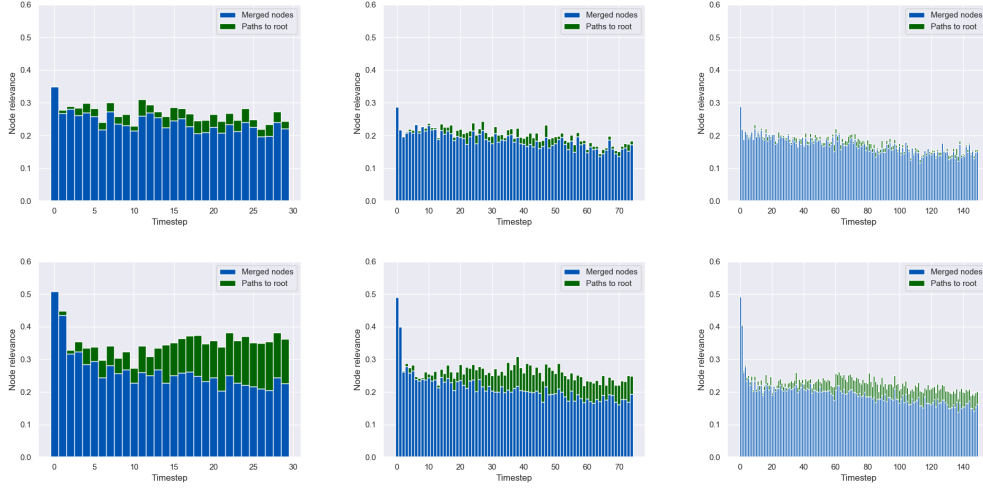 0.6
0.5
0.4
0.3
0.2
0.1
0.0
Node relevance
Merged nodes
Paths to root
0 5 10 15 20 25 30
Timestep
0.6
0.5
0.4
0.3
0.2
0.1
0.0
Node relevance
Merged nodes
Paths to root
0 10 20 30 40 50 60 70
Timestep
0.6
0.5
0.4
0.3
0.2
0.1
0.0
Node relevance
Merged nodes
Paths to root
0 20 40 60 80 100 120 140
Timestep
0.6
0.5
0.4
0.3
0.2
0.1
0.0
Node relevance
Merged nodes
Paths to root
0 5 10 15 20 25 30
Timestep
0.6
0.5
0.4
0.3
0.2
0.1
0.0
Node relevance
Merged nodes
Paths to root
0 10 20 30 40 50 60 70
Timestep
0.6
0.5
0.4
0.3
0.2
0.1
0.0
Node relevance
Merged nodes
Paths to root
0 20 40 60 80 100 120 140
Timestep